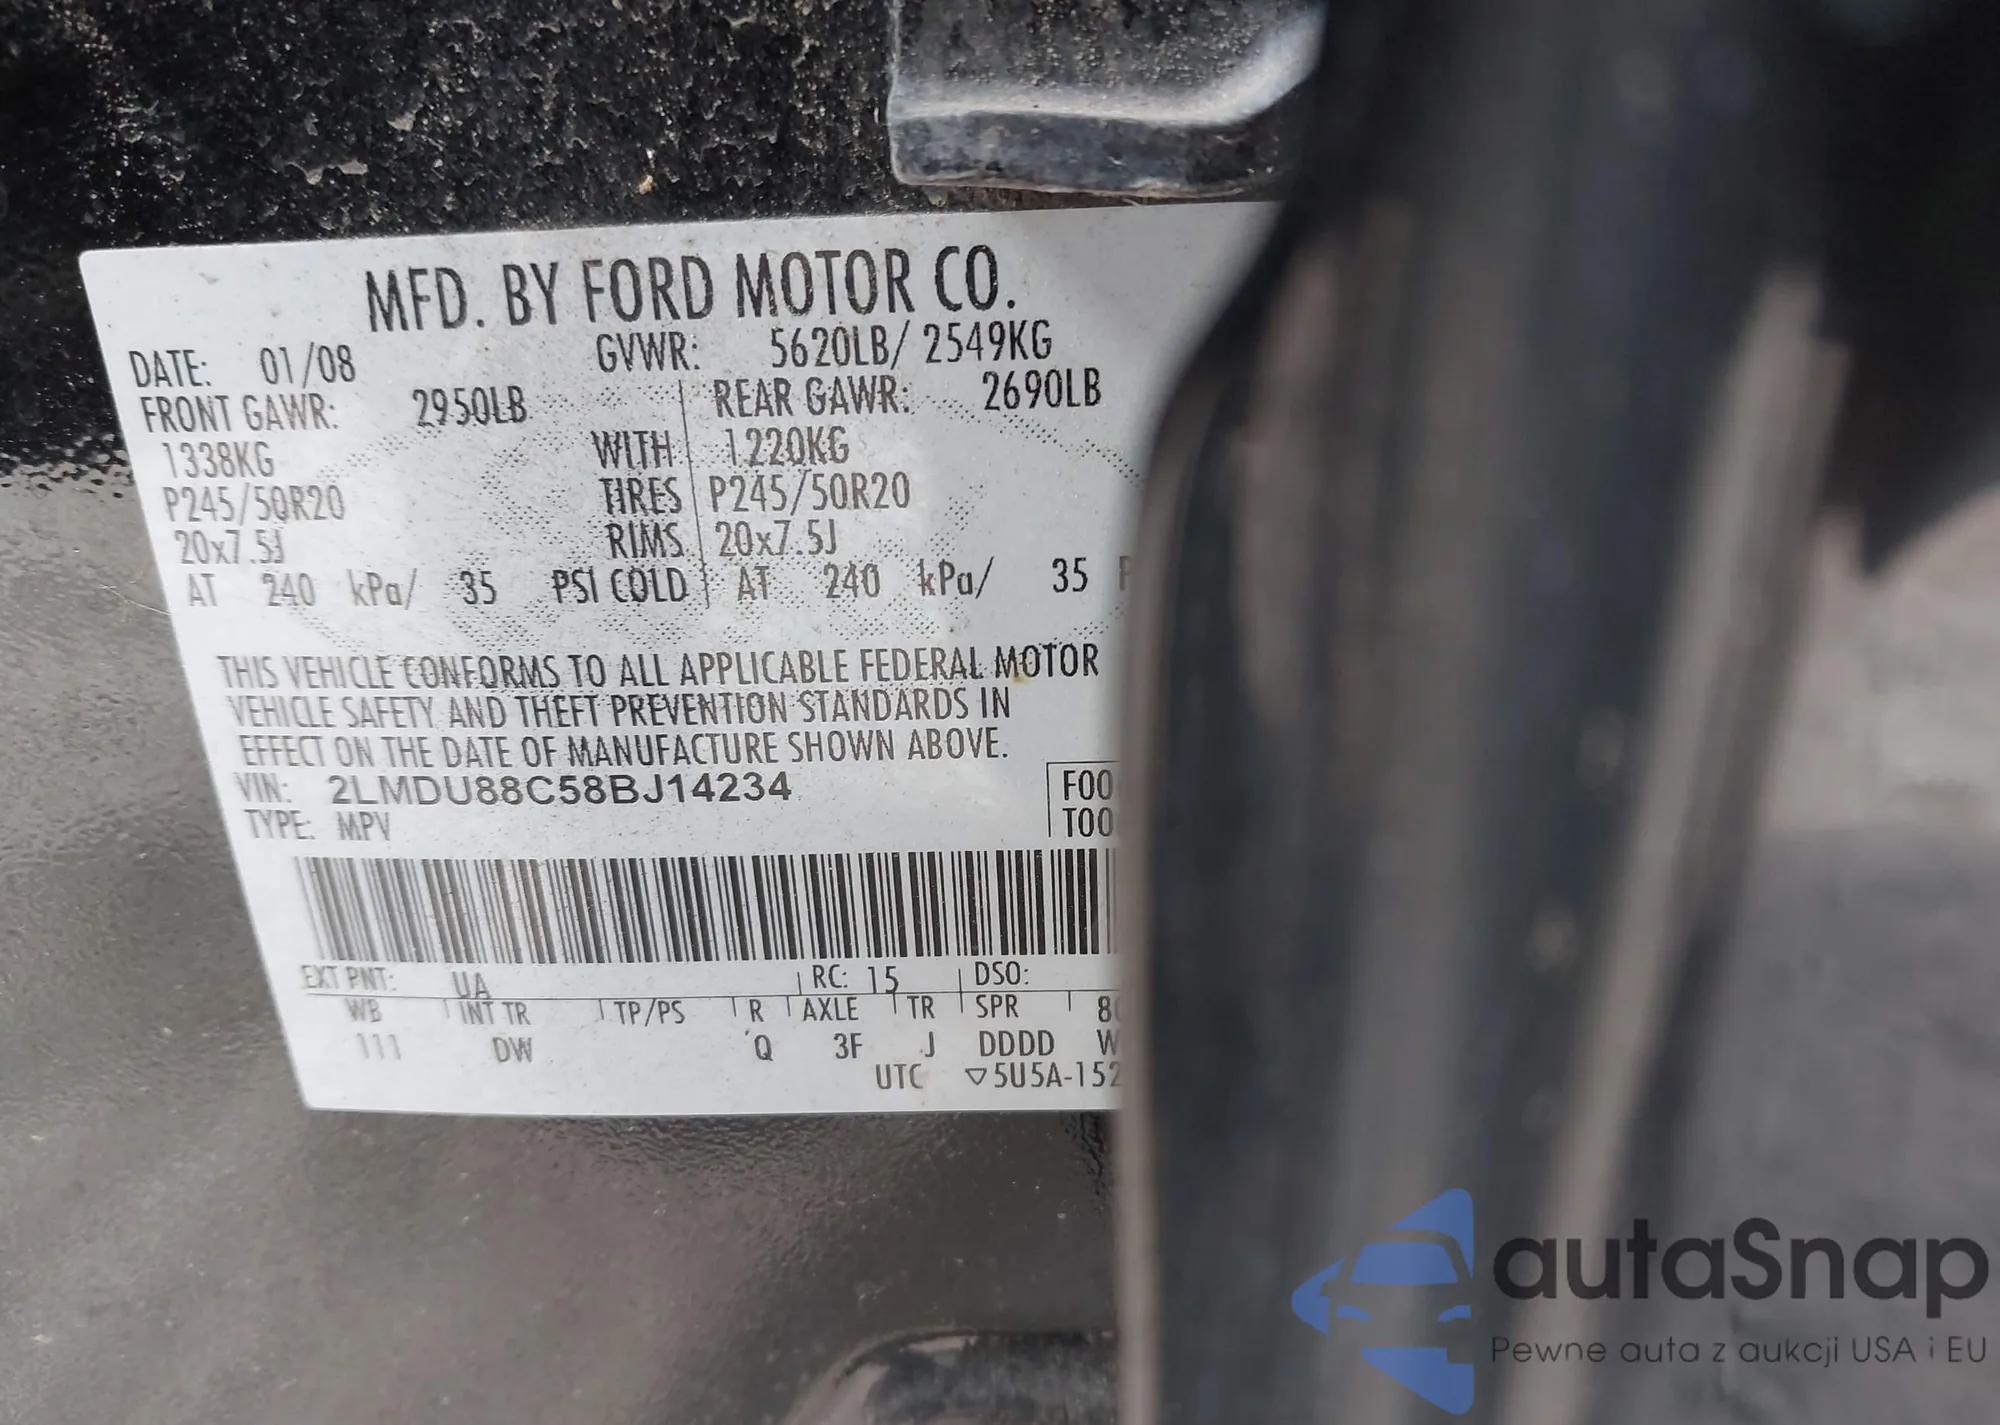 MFD. BY FORD MOTOR CO.
DATE: 01/08 GVWR: 5620LB/ 2549KG
FRONT GAWR: 2950LB REAR GAWR: 2690LB
1338KG WITH 1220KG
P245/50R20 TIRES P245/50R20
20x7.5J RIMS 20x7.5J
AT 240 kPa/ 35 PSI COLD AT 240 kPa/ 35
THIS VEHICLE CONFORMS TO ALL APPLICABLE FEDERAL MOTOR
VEHICLE SAFETY AND THEFT PREVENTION STANDARDS IN
EFFECT ON THE DATE OF MANUFACTURE SHOWN ABOVE.
VIN: 2LMDU88C58BJ14234 F00
TYPE: MPV T00
EXT PNT: UA RC: 15 DSO:
WB INT TR TP/PS R AXLE TR SPR
111 DW Q 3F J DDDD W
UTC ▽5U5A-152
autaSnap
Pewne auta z aukcji USA i EU